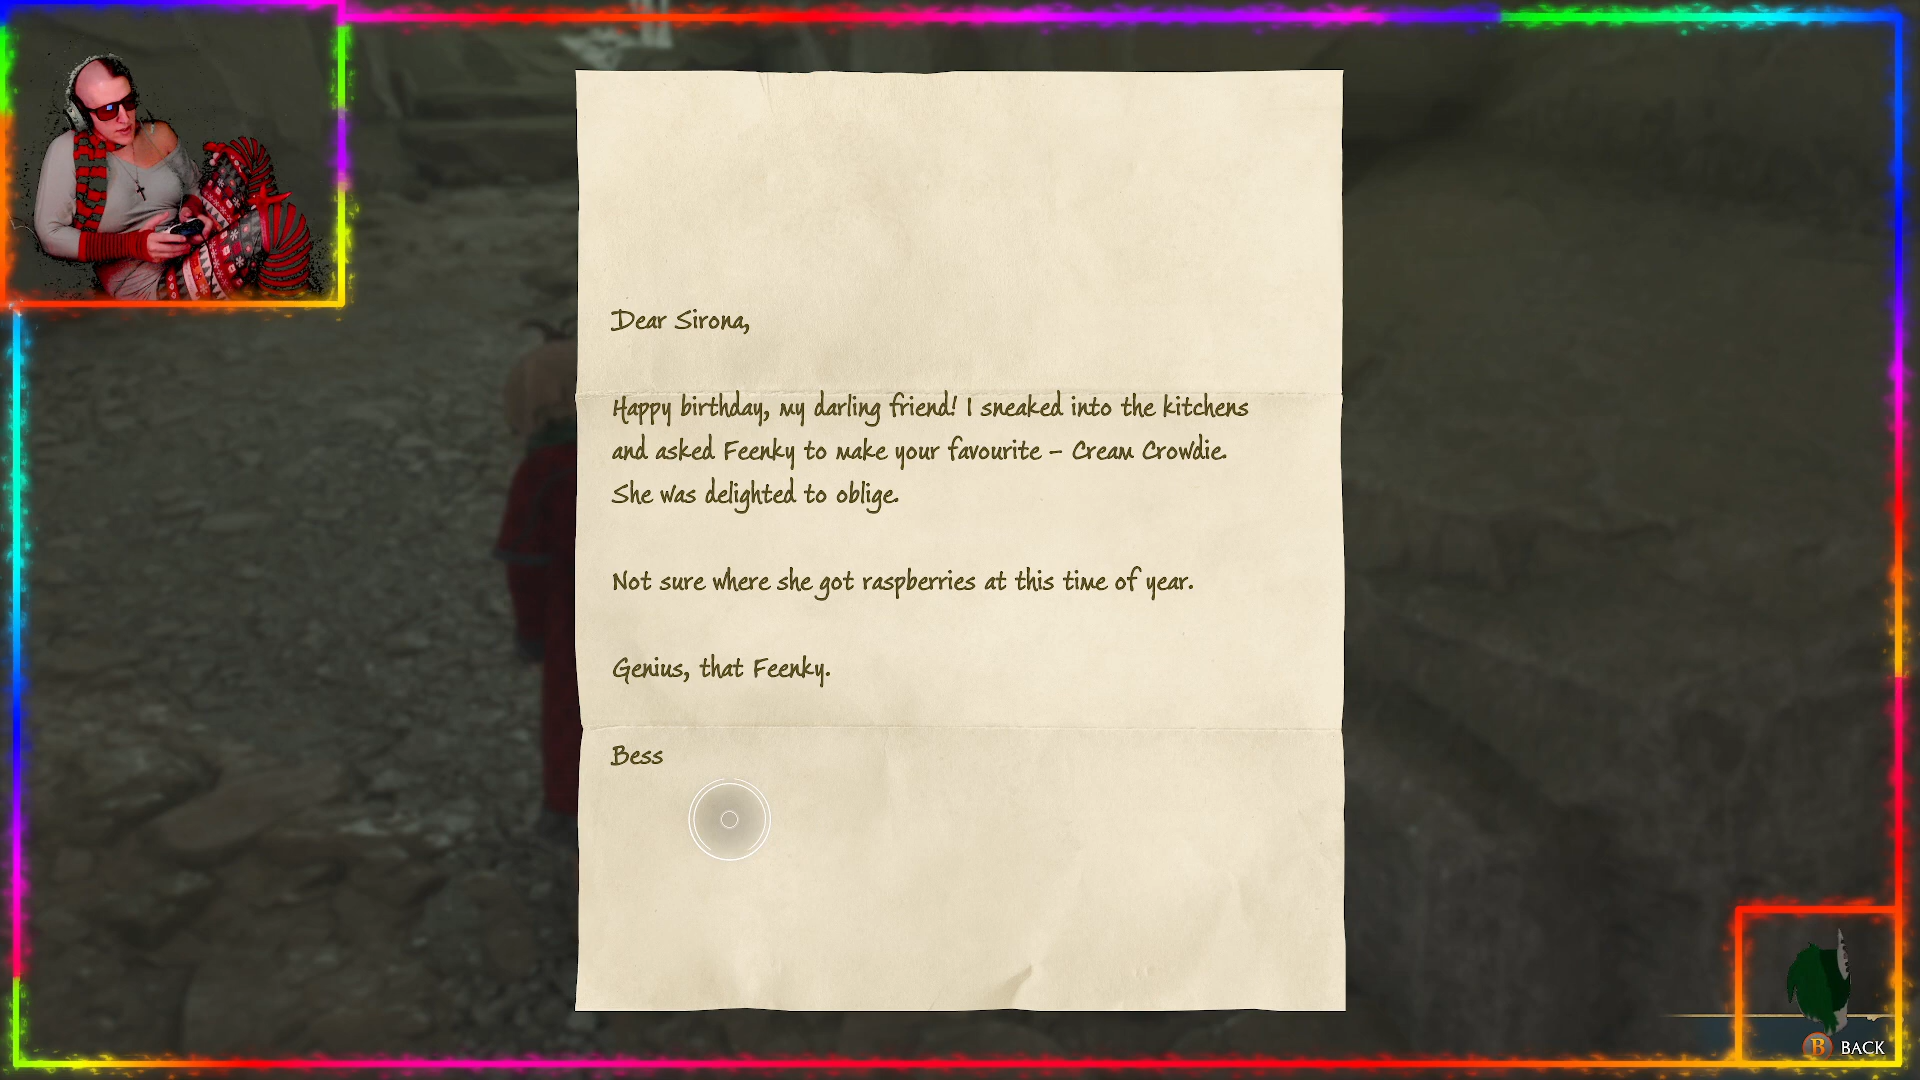 Dear Sirona,
Happy birthday, my darling friend! I sneaked into the kitchens
and asked Feenky to make your favourite – Cream Crowdie.
She was delighted to oblige.
Not sure where she got raspberries at this time of year.
Genius, that Feenky.
Bess
B BACK